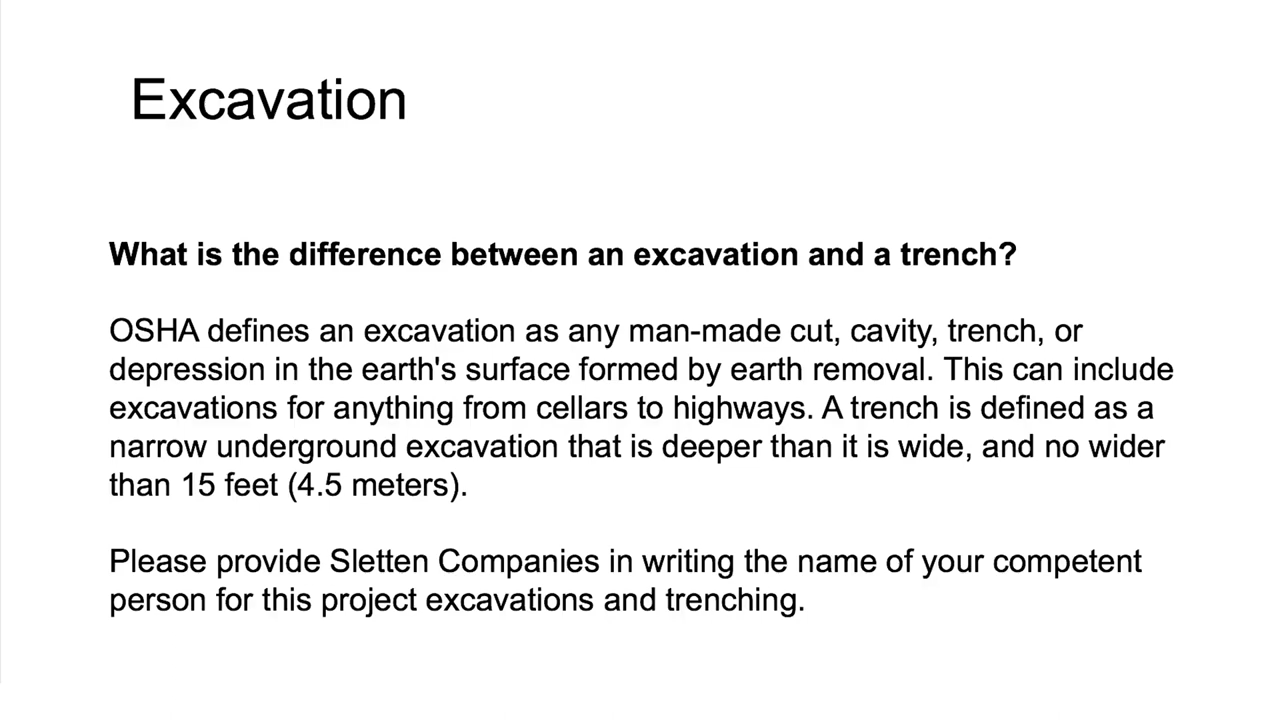 Excavation
What is the difference between an excavation and a trench?
OSHA defines an excavation as any man-made cut, cavity, trench, or
depression in the earth's surface formed by earth removal. This can include
excavations for anything from cellars to highways. A trench is defined as a
narrow underground excavation that is deeper than it is wide, and no wider
than 15 feet (4.5 meters).
Please provide Sletten Companies in writing the name of your competent
person for this project excavations and trenching.